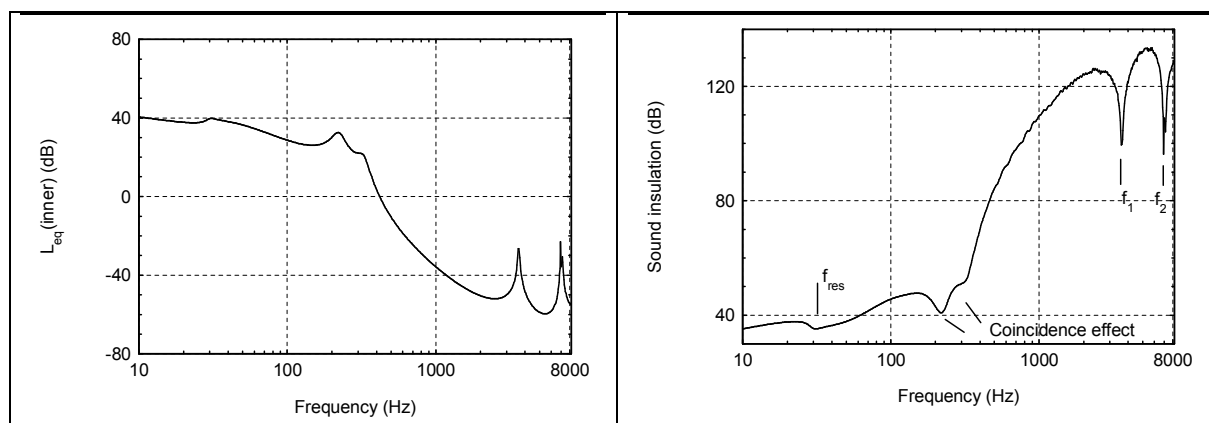 80
40
0
-40
-80
L_eq(inner) (dB)
10 100 1000 8000
Frequency (Hz)
120
80
40
Sound insulation (dB)
f_res
f_1 f_2
Coincidence effect
10 100 1000 8000
Frequency (Hz)